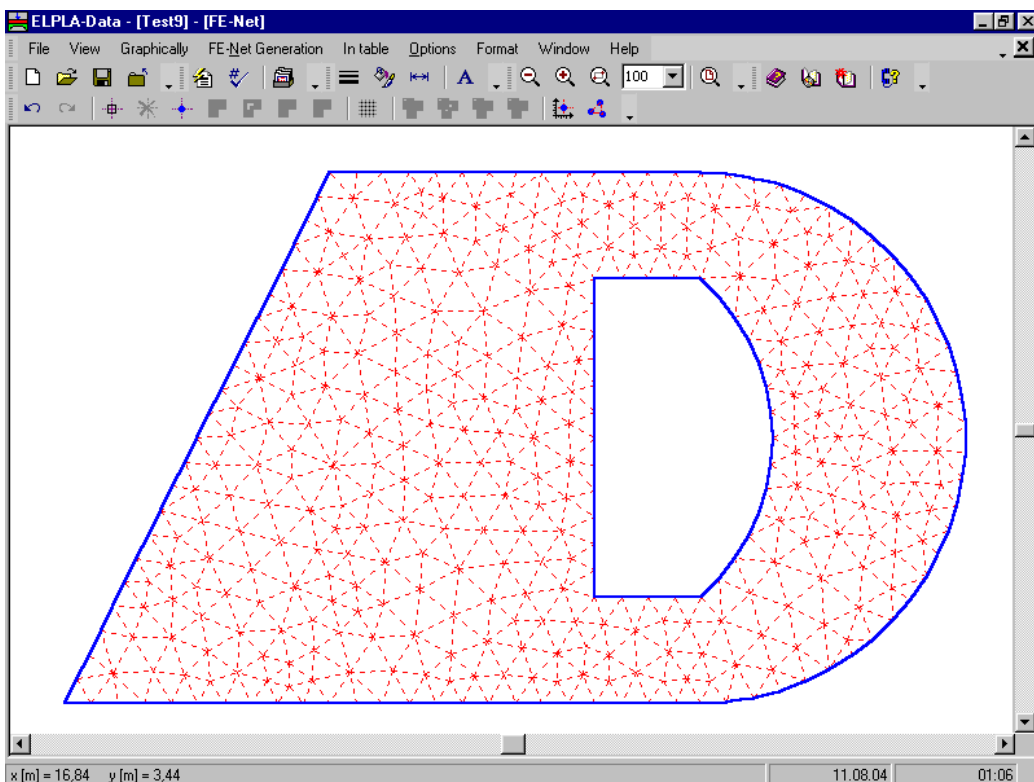 ELPLA-Data - [Test9] - [FE-Net]
File View Graphically FE-Net Generation In table Options Format Window Help
A 100
x [m] = 16,84 y [m] = 3,44 11.08.04 01:06